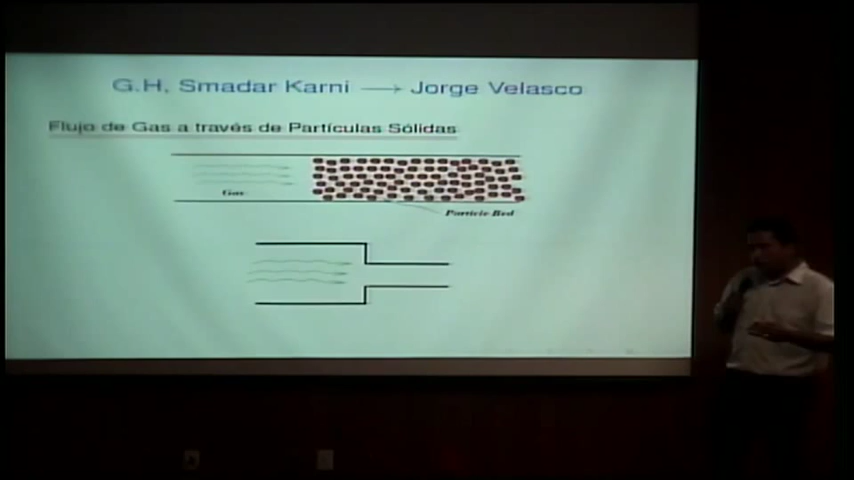 G.H. Smadar Karni → Jorge Velasco
Flujo de Gas a través de Partículas Sólidas
Gas
Particle Bed